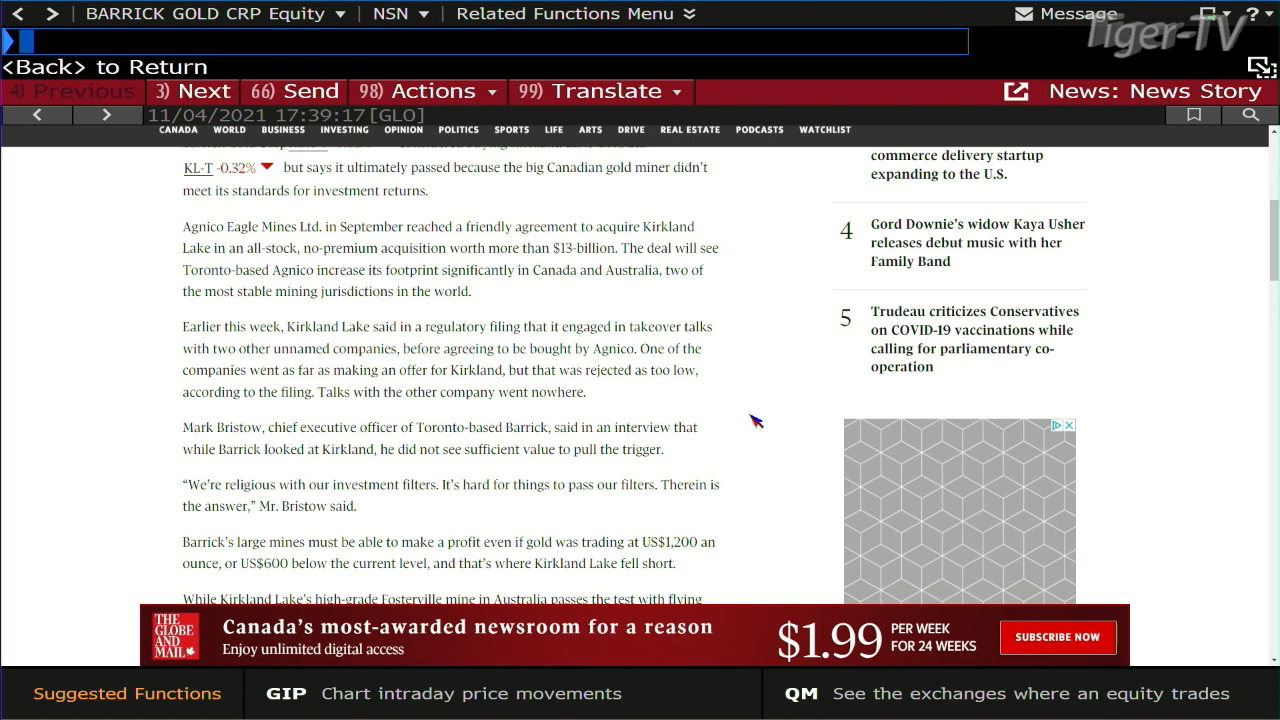 BARRICK GOLD CRP Equity
NSN
Related Functions Menu
Message
?
Tiger-TV
<Back> to Return
4) Previous
3) Next
66) Send
98) Actions
99) Translate
News: News Story
11/04/2021 17:39:17 [GLO]
CANADA WORLD BUSINESS INVESTING OPINION POLITICS SPORTS LIFE ARTS DRIVE REAL ESTATE PODCASTS WATCHLIST
KL-T -0.32% but says it ultimately passed because the big Canadian gold miner didn't
meet its standards for investment returns.
Agnico Eagle Mines Ltd. in September reached a friendly agreement to acquire Kirkland
Lake in an all-stock, no-premium acquisition worth more than $13-billion. The deal will see
Toronto-based Agnico increase its footprint significantly in Canada and Australia, two of
the most stable mining jurisdictions in the world.
Earlier this week, Kirkland Lake said in a regulatory filing that it engaged in takeover talks
with two other unnamed companies, before agreeing to be bought by Agnico. One of the
companies went as far as making an offer for Kirkland, but that was rejected as too low,
according to the filing. Talks with the other company went nowhere.
Mark Bristow, chief executive officer of Toronto-based Barrick, said in an interview that
while Barrick looked at Kirkland, he did not see sufficient value to pull the trigger.
“We're religious with our investment filters. It's hard for things to pass our filters. Therein is
the answer,” Mr. Bristow said.
Barrick's large mines must be able to make a profit even if gold was trading at US$1,200 an
ounce, or US$600 below the current level, and that's where Kirkland Lake fell short.
While Kirkland Lake's high-grade Fosterville mine in Australia passes the test with flying
commerce delivery startup
expanding to the U.S.
4
Gord Downie's widow Kaya Usher
releases debut music with her
Family Band
5
Trudeau criticizes Conservatives
on COVID-19 vaccinations while
calling for parliamentary co-
operation
THE
GLOBE
AND
MAIL
Canada's most-awarded newsroom for a reason
Enjoy unlimited digital access
$1.99
PER WEEK
FOR 24 WEEKS
SUBSCRIBE NOW
Suggested Functions
GIP Chart intraday price movements
QM See the exchanges where an equity trades